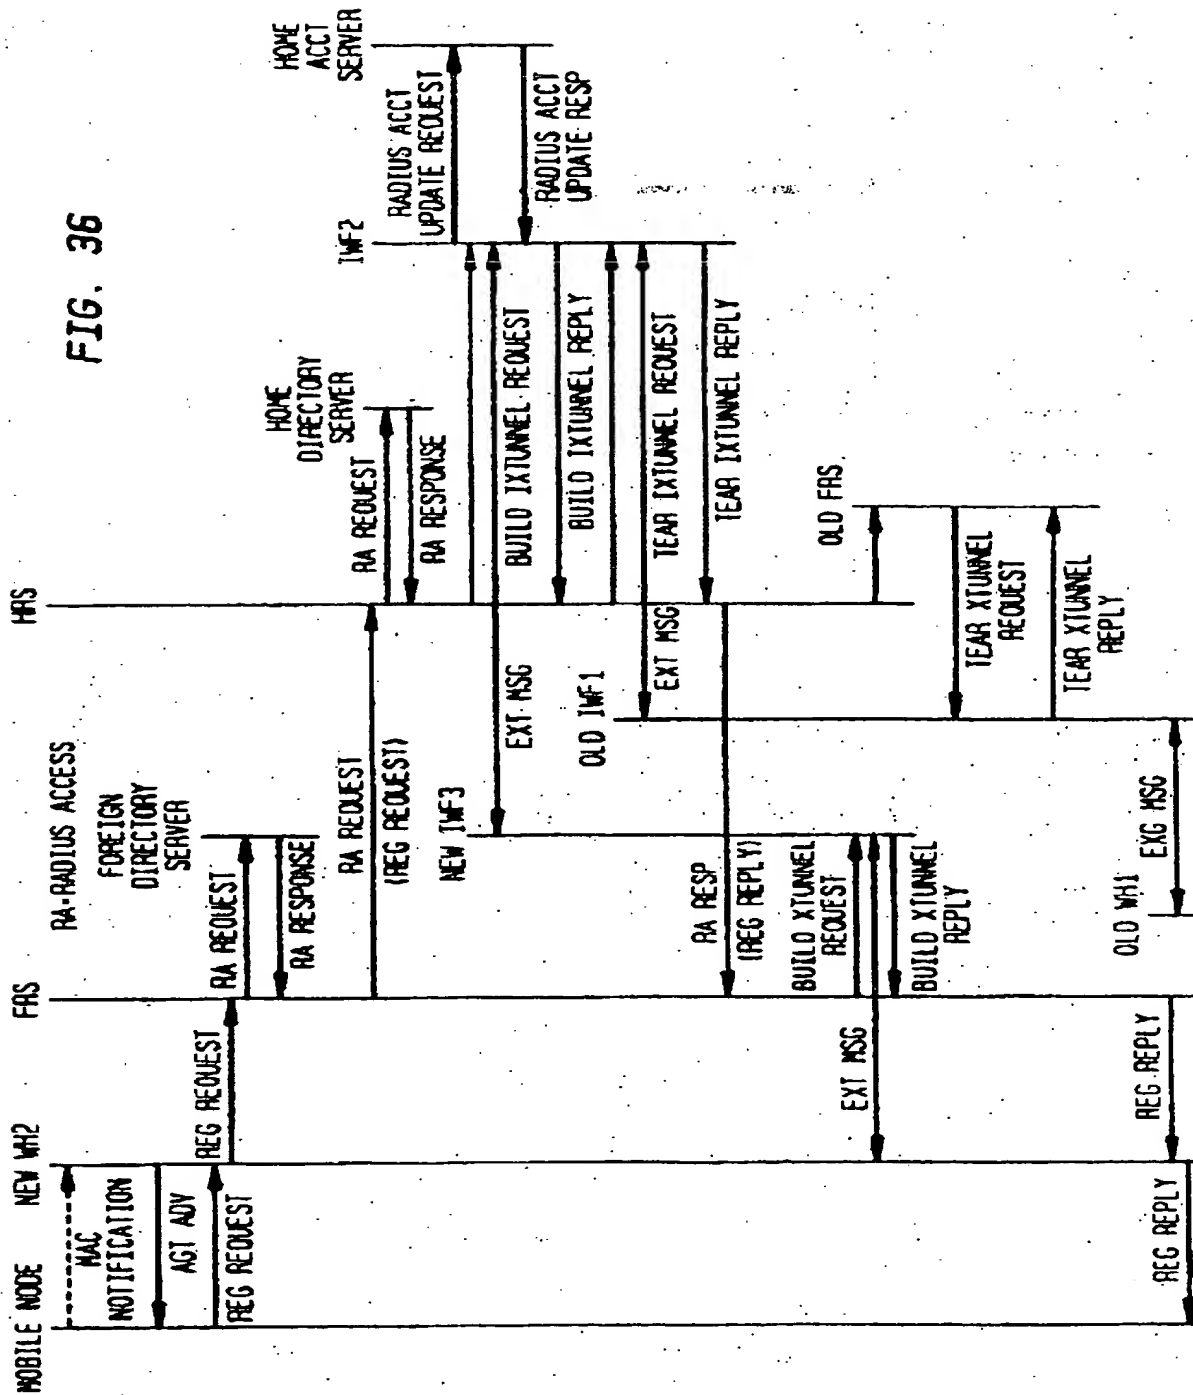 FIG. 36
MOBILE NODE
NEW WH2
FRS
HRS
RA-RADIUS ACCESS
FOREIGN
DIRECTORY
SERVER
HOME
DIRECTORY
SERVER
IWF2
HOME
ACCT
SERVER
MAC
NOTIFICATION
AGT ADV
REG REQUEST
REG REQUEST
RA REQUEST
RA RESPONSE
RA REQUEST
(REG REQUEST)
RA REQUEST
RA RESPONSE
RADIUS ACCT
UPDATE REQUEST
RADIUS ACCT
UPDATE RESP
NEW IWF3
EXT MSG
BUILD IXTUNNEL REQUEST
BUILD IXTUNNEL REPLY
OLD IWF1
EXT MSG
TEAR IXTUNNEL REQUEST
TEAR IXTUNNEL REPLY
RA RESP
(REG REPLY)
BUILD XTUNNEL
REQUEST
EXT MSG
BUILD XTUNNEL
REPLY
OLD FRS
TEAR XTUNNEL
REQUEST
TEAR XTUNNEL
REPLY
OLD WH1
EXG MSG
REG REPLY
REG REPLY